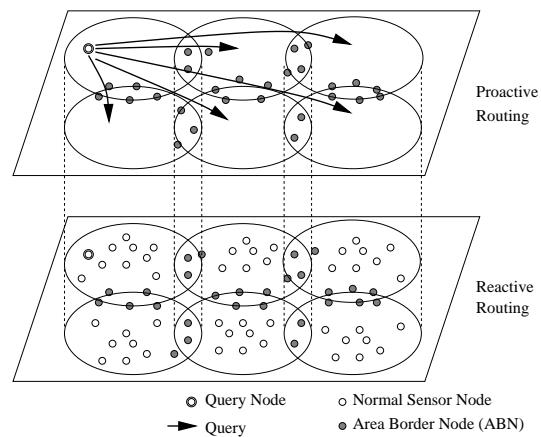 Proactive
Routing
Reactive
Routing
Query Node
Normal Sensor Node
Query
Area Border Node (ABN)